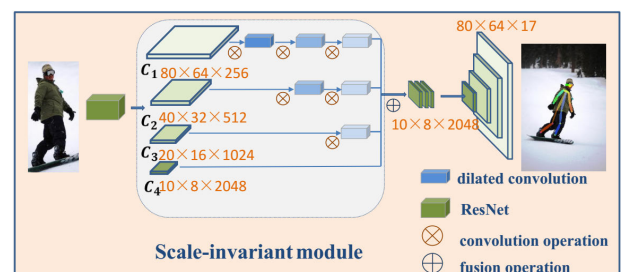 C1 80×64×256
C2 40×32×512
C3 20×16×1024
C4 10×8×2048
10×8×2048
80×64×17
dilated convolution
ResNet
convolution operation
fusion operation
Scale-invariant module